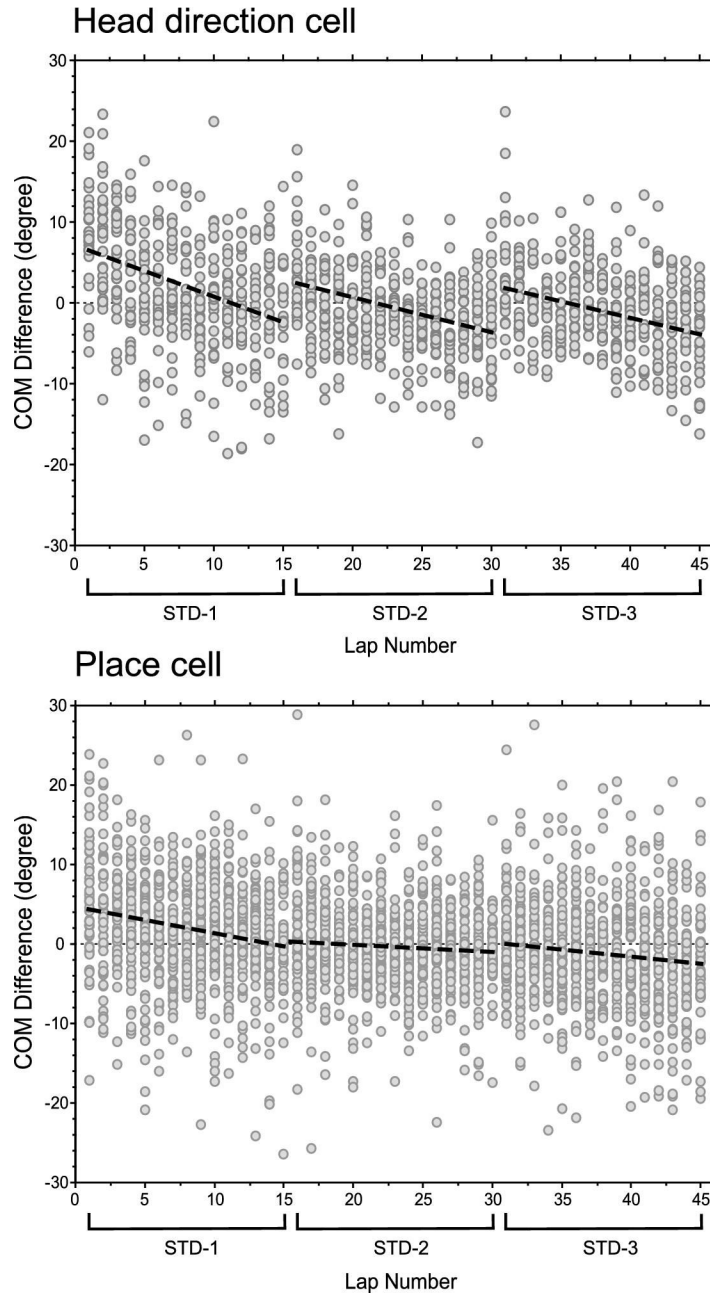 Head direction cell
30
20
10
0
-10
-20
-30
COM Difference (degree)
0 5 10 15 20 25 30 35 40 45
STD-1 STD-2 STD-3
Lap Number
Place cell
30
20
10
0
-10
-20
-30
COM Difference (degree)
0 5 10 15 20 25 30 35 40 45
STD-1 STD-2 STD-3
Lap Number